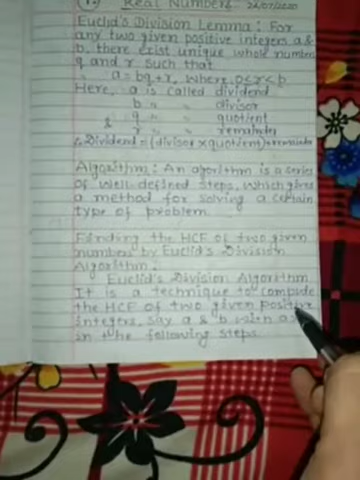 1. Real Numbers 24/07/2020
Euclid's Division Lemma: For
any two given positive integers a &
b, there exist unique whole number
q and r such that
a = bq+r, where 0≤r<b
Here, a is called dividend
b " " divisor
& q " " quotient
r " " remainder
∴ Dividend = (divisor × quotient) + remainder
Algorithm: An algorithm is a series
of well-defined steps, which gives
a method for solving a certain
type of problem
Finding the HCF of two given
numbers by Euclid's Division
Algorithm:
Euclid's Division Algorithm
It is a technique to compute
the HCF of two given positive
integers, say a & b with a>
in the following steps.